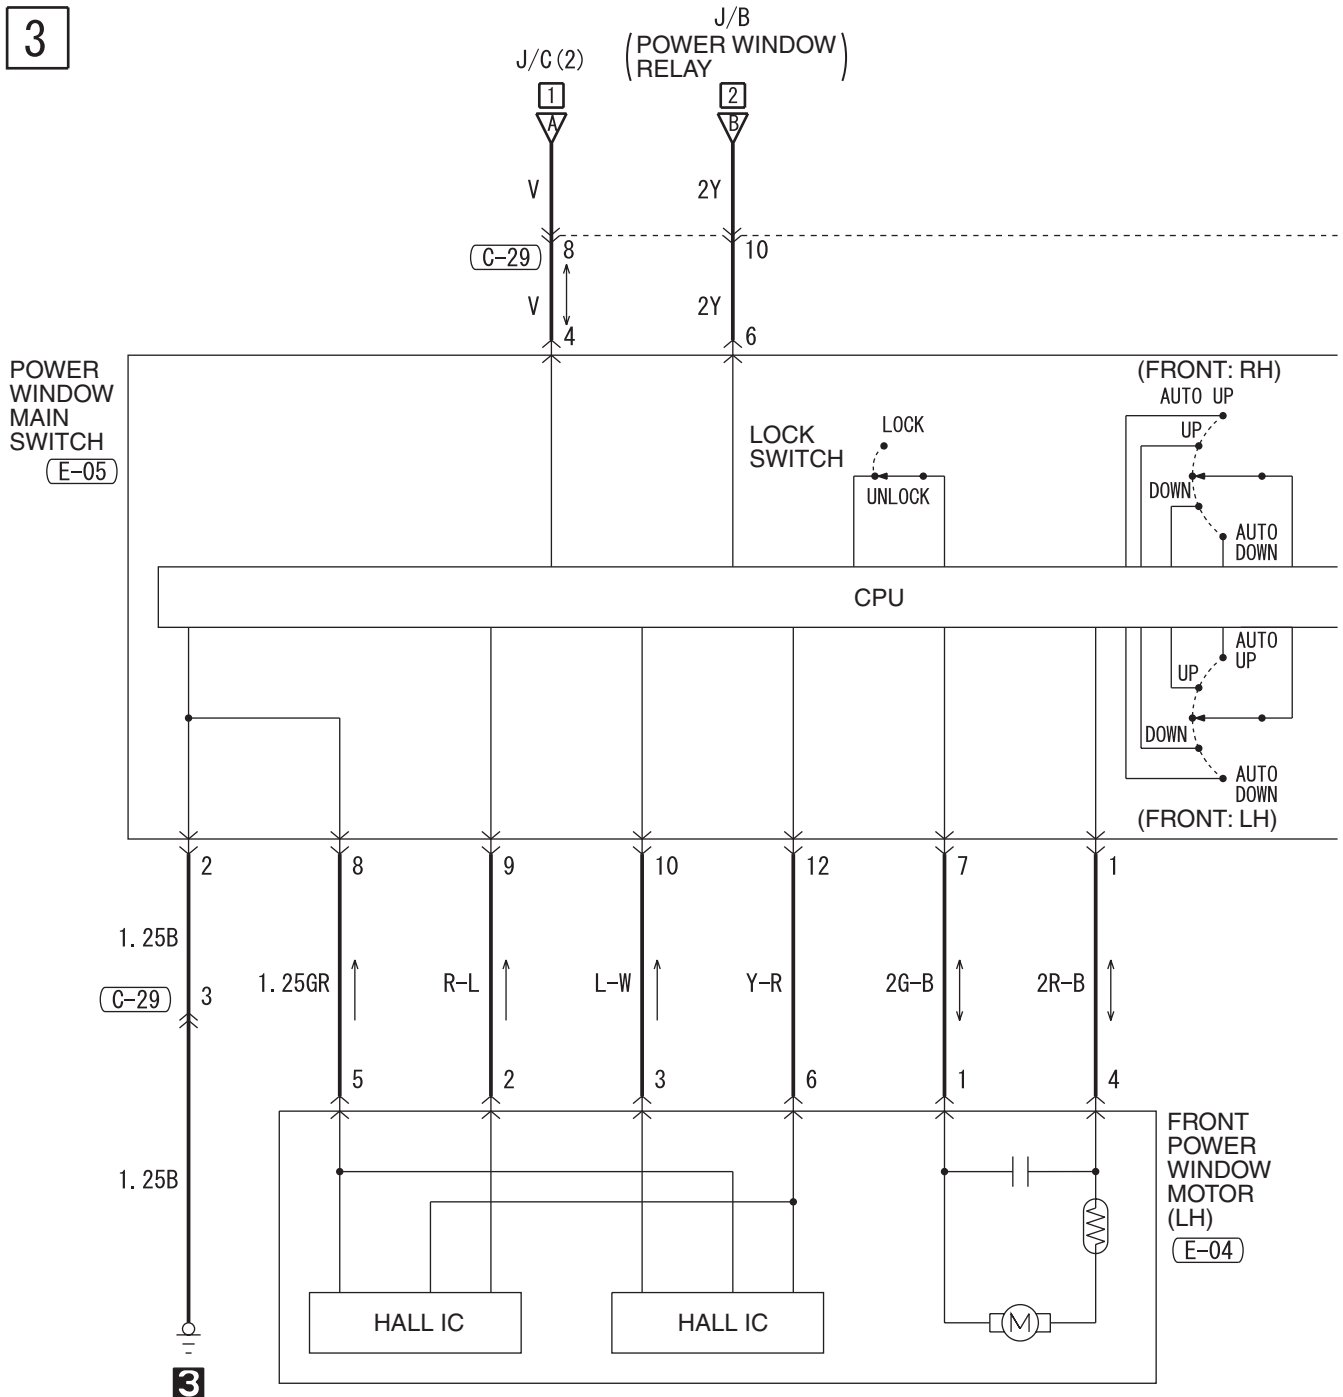 3
J/B
(POWER WINDOW
RELAY)
J/C(2)
1
2
A
B
V
2Y
C-29
8
10
V
2Y
4
6
POWER
WINDOW
MAIN
SWITCH
E-05
LOCK
SWITCH
LOCK
UNLOCK
(FRONT: RH)
AUTO UP
UP
DOWN
AUTO
DOWN
CPU
AUTO
UP
UP
DOWN
AUTO
DOWN
(FRONT: LH)
2
8
9
10
12
7
1
1.25B
C-29
3
1.25GR
R-L
L-W
Y-R
2G-B
2R-B
5
2
3
6
1
4
1.25B
FRONT
POWER
WINDOW
MOTOR
(LH)
E-04
HALL IC
HALL IC
M
3